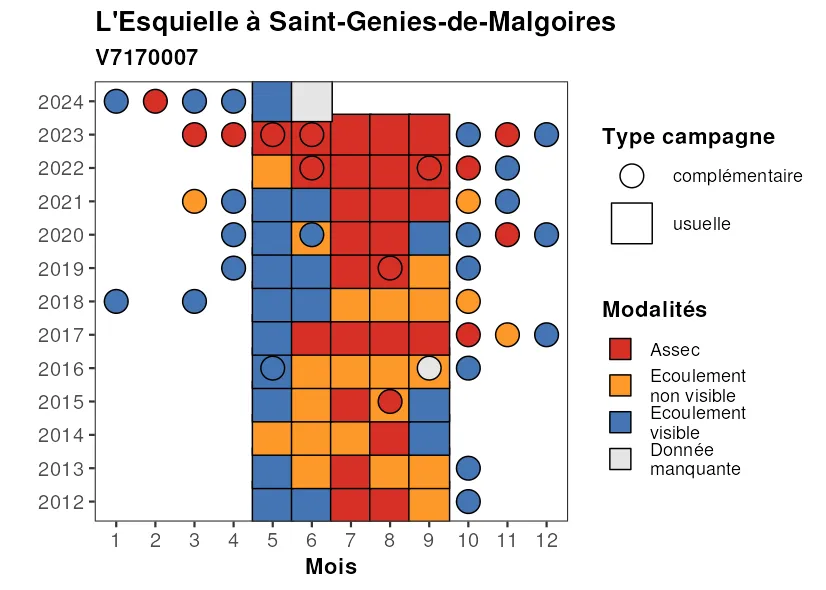 L'Esquielle à Saint-Genies-de-Malgoires
V7170007
2024
2023
2022
2021
2020
2019
2018
2017
2016
2015
2014
2013
2012
1 2 3 4 5 6 7 8 9 10 11 12
Mois
Type campagne
complémentaire
usuelle
Modalités
Assec
Ecoulement
non visible
Ecoulement
visible
Donnée
manquante